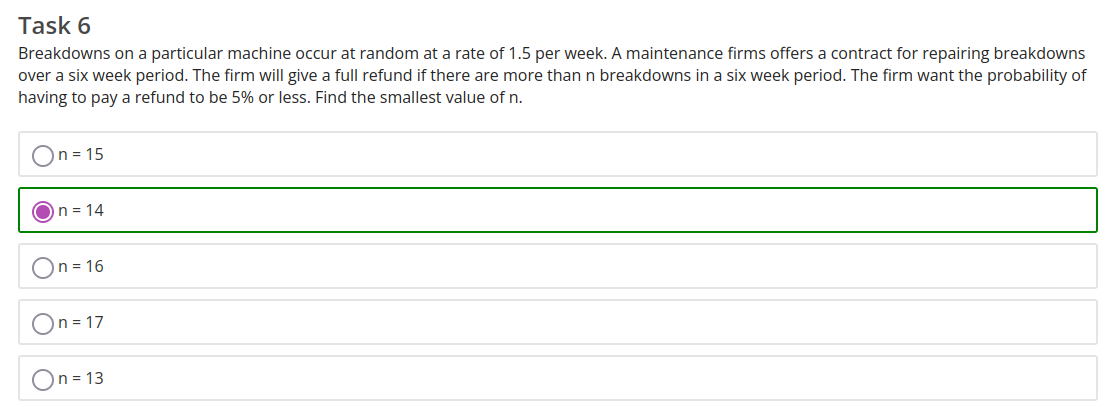 Task 6
Breakdowns on a particular machine occur at random at a rate of 1.5 per week. A maintenance firms offers a contract for repairing breakdowns
over a six week period. The firm will give a full refund if there are more than n breakdowns in a six week period. The firm want the probability of
having to pay a refund to be 5% or less. Find the smallest value of n.
n = 15
n = 14
n = 16
n = 17
n = 13